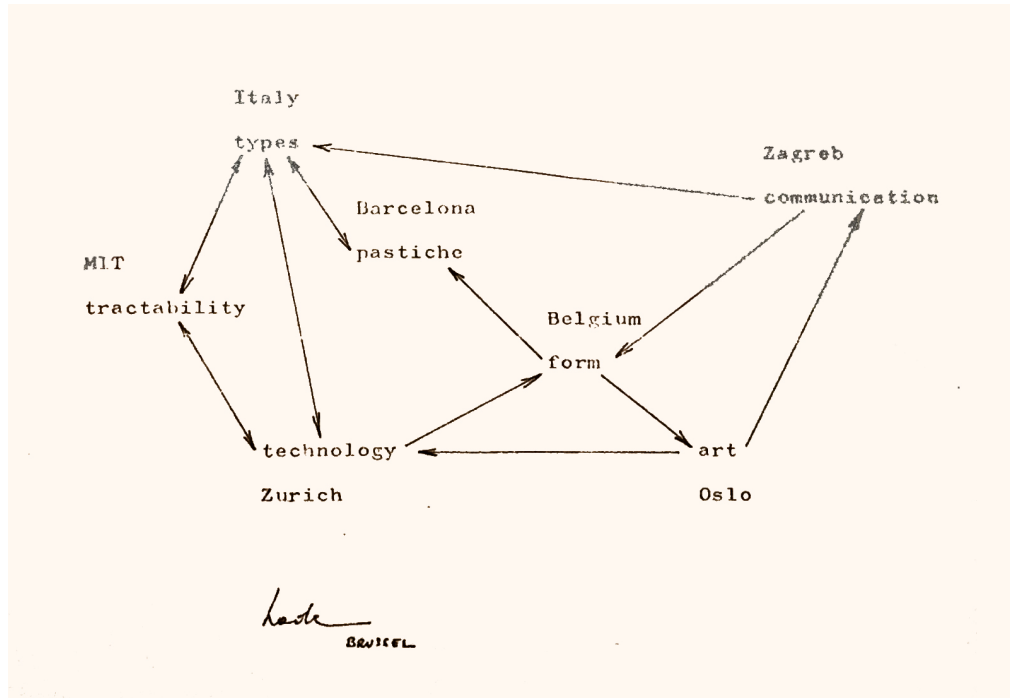 Italy
types
Zagreb
communication
Barcelona
pastiche
MIT
tractability
Belgium
form
technology
art
Zurich
Oslo
BRUSSEL